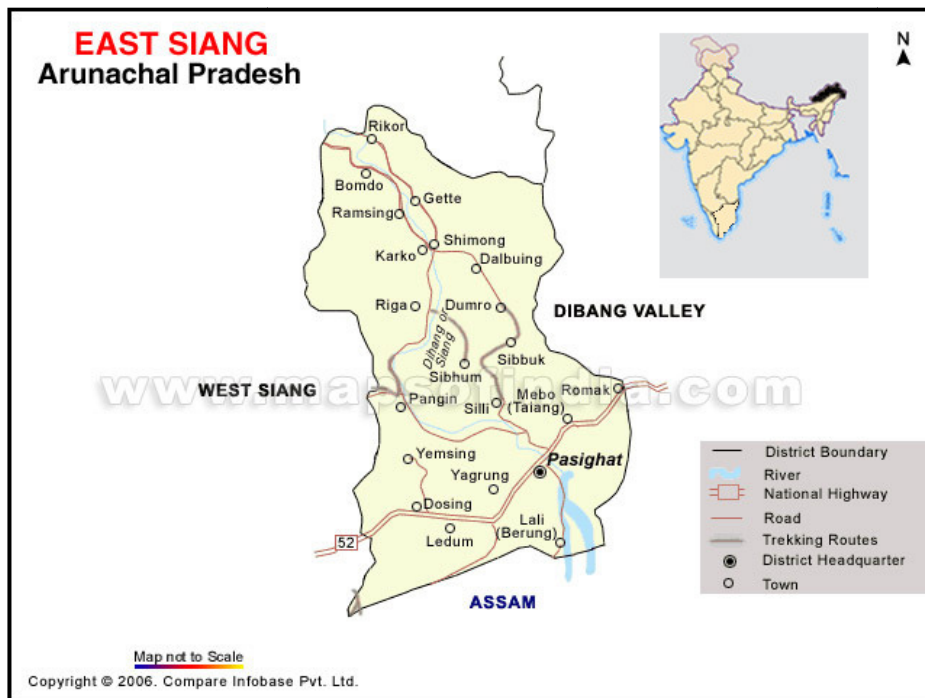 EAST SIANG
Arunachal Pradesh
N
Rikor
Bomdo
Gette
Ramsing
Shimong
Karko
Dalbuing
Riga
Dumro
DIBANG VALLEY
Dihang or
Siang
Sibbuk
Sibhum
www.mapsofindia.com
WEST SIANG
Romak
Mebo
(Taiang)
Pangin
Silli
Yemsing
Pasighat
Yagrung
Dosing
Lali
(Berung)
Ledum
52
ASSAM
District Boundary
River
National Highway
Road
Trekking Routes
District Headquarter
Town
Map not to Scale
Copyright © 2006. Compare Infobase Pvt. Ltd.